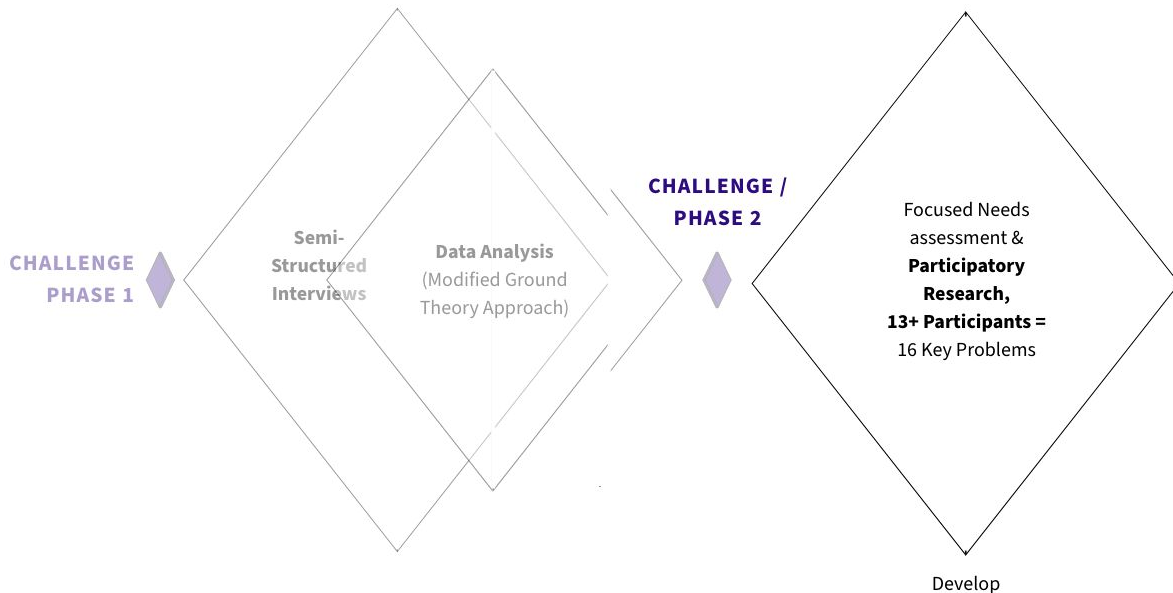 CHALLENGE
PHASE 1
Semi-
Structured
Interviews
Data Analysis
(Modified Ground
Theory Approach)
CHALLENGE /
PHASE 2
Focused Needs
assessment &
Participatory
Research,
13+ Participants =
16 Key Problems
Develop